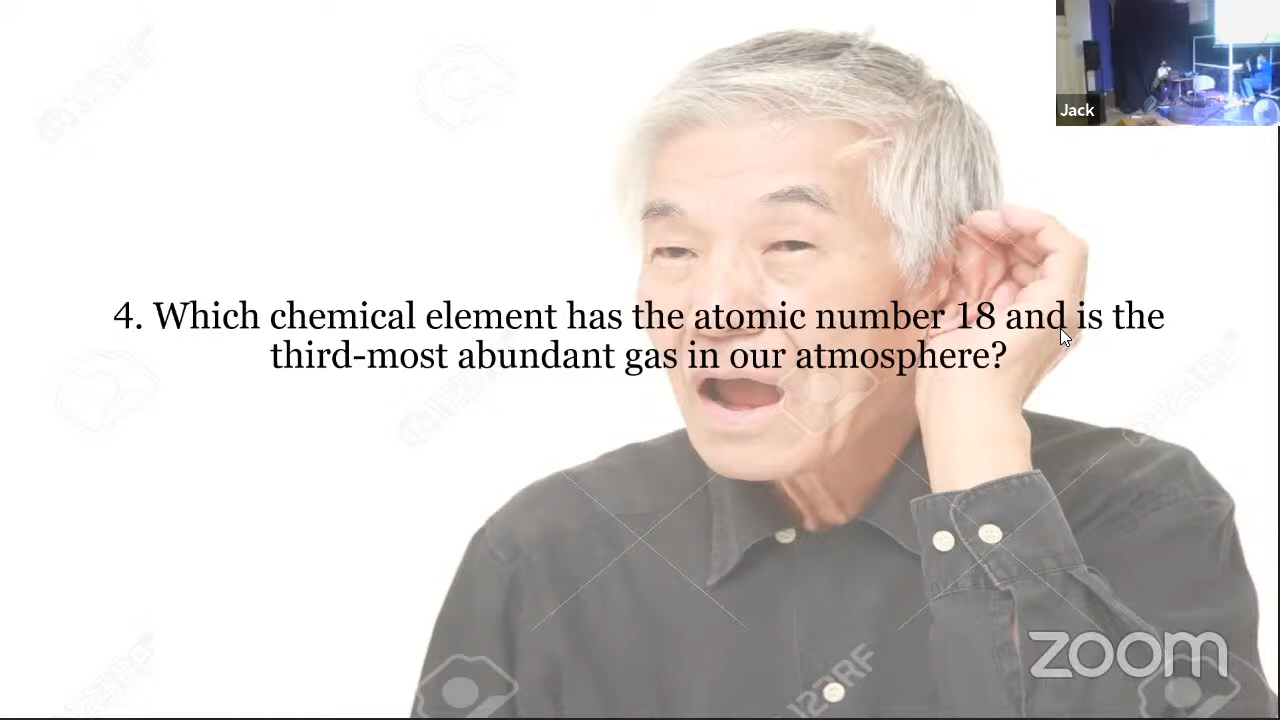 Jack
4. Which chemical element has the atomic number 18 and is the
third-most abundant gas in our atmosphere?
zoom
123RF